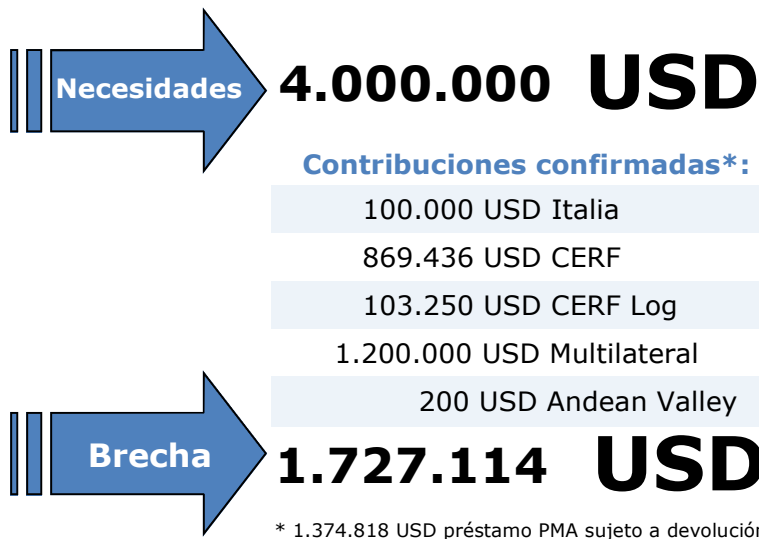 Necesidades 4.000.000 USD
Contribuciones confirmadas*:
100.000 USD Italia
869.436 USD CERF
103.250 USD CERF Log
1.200.000 USD Multilateral
200 USD Andean Valley
Brecha 1.727.114 USD
* 1.374.818 USD préstamo PMA sujeto a devolución